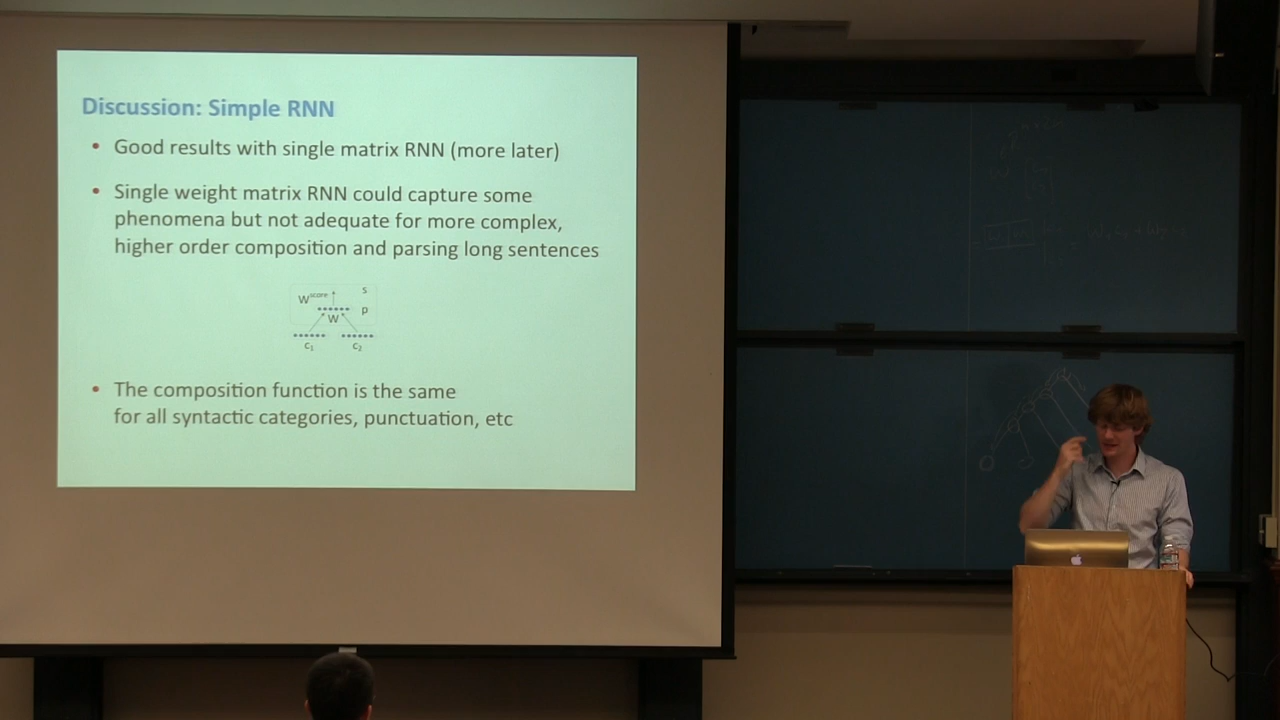 Discussion: Simple RNN
• Good results with single matrix RNN (more later)
• Single weight matrix RNN could capture some
phenomena but not adequate for more complex,
higher order composition and parsing long sentences
W^score s
p
W
c₁ c₂
• The composition function is the same
for all syntactic categories, punctuation, etc